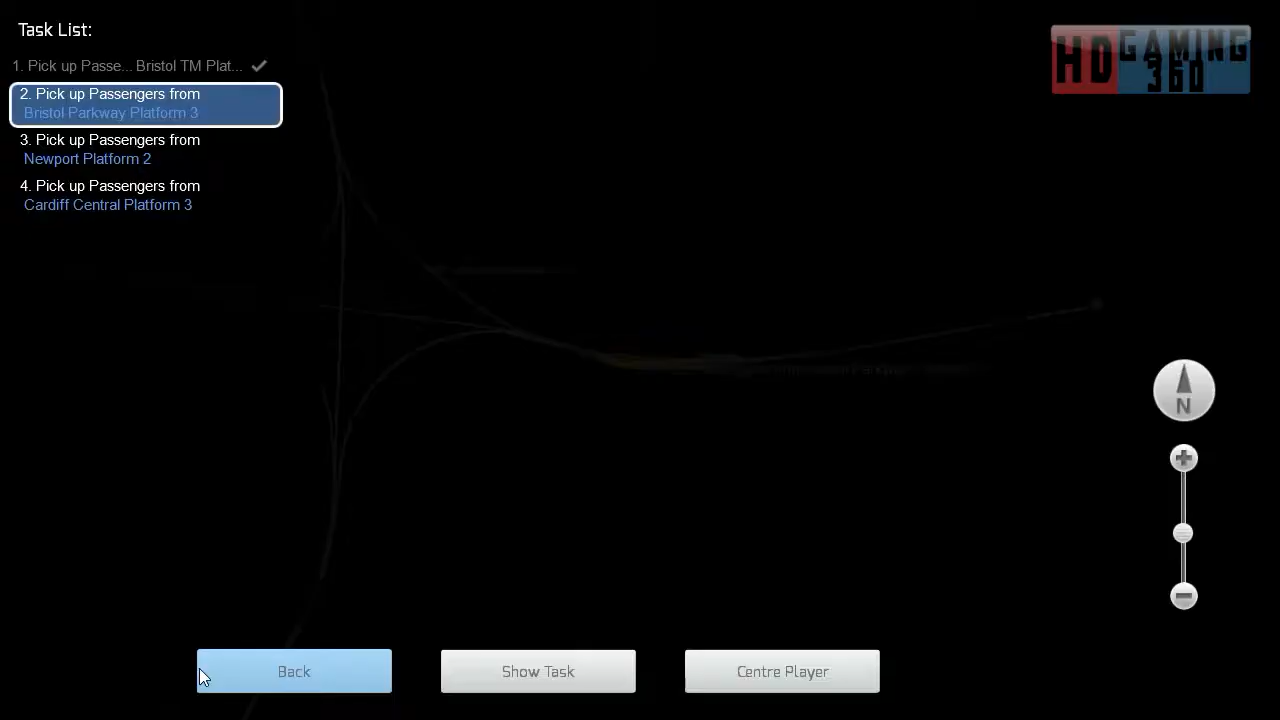 Task List:
1. Pick up Passe... Bristol TM Plat...
2. Pick up Passengers from
Bristol Parkway Platform 3
3. Pick up Passengers from
Newport Platform 2
4. Pick up Passengers from
Cardiff Central Platform 3
HD GAMING
360
N
Back
Show Task
Centre Player